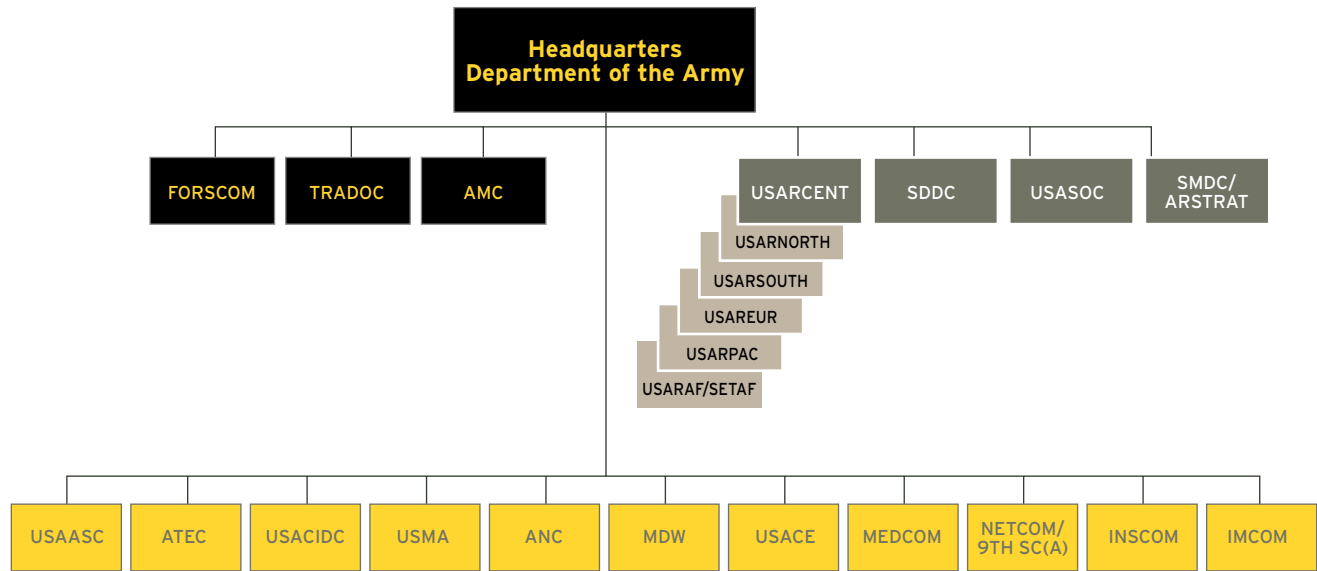 Headquarters
Department of the Army
FORSCOM
TRADOC
AMC
USARCENT
SDDC
USASOC
SMDC/
ARSTRAT
USARNORTH
USARSOUTH
USAREUR
USARPAC
USARAF/SETAF
USAASC
ATEC
USACIDC
USMA
ANC
MDW
USACE
MEDCOM
NETCOM/
9TH SC(A)
INSCOM
IMCOM